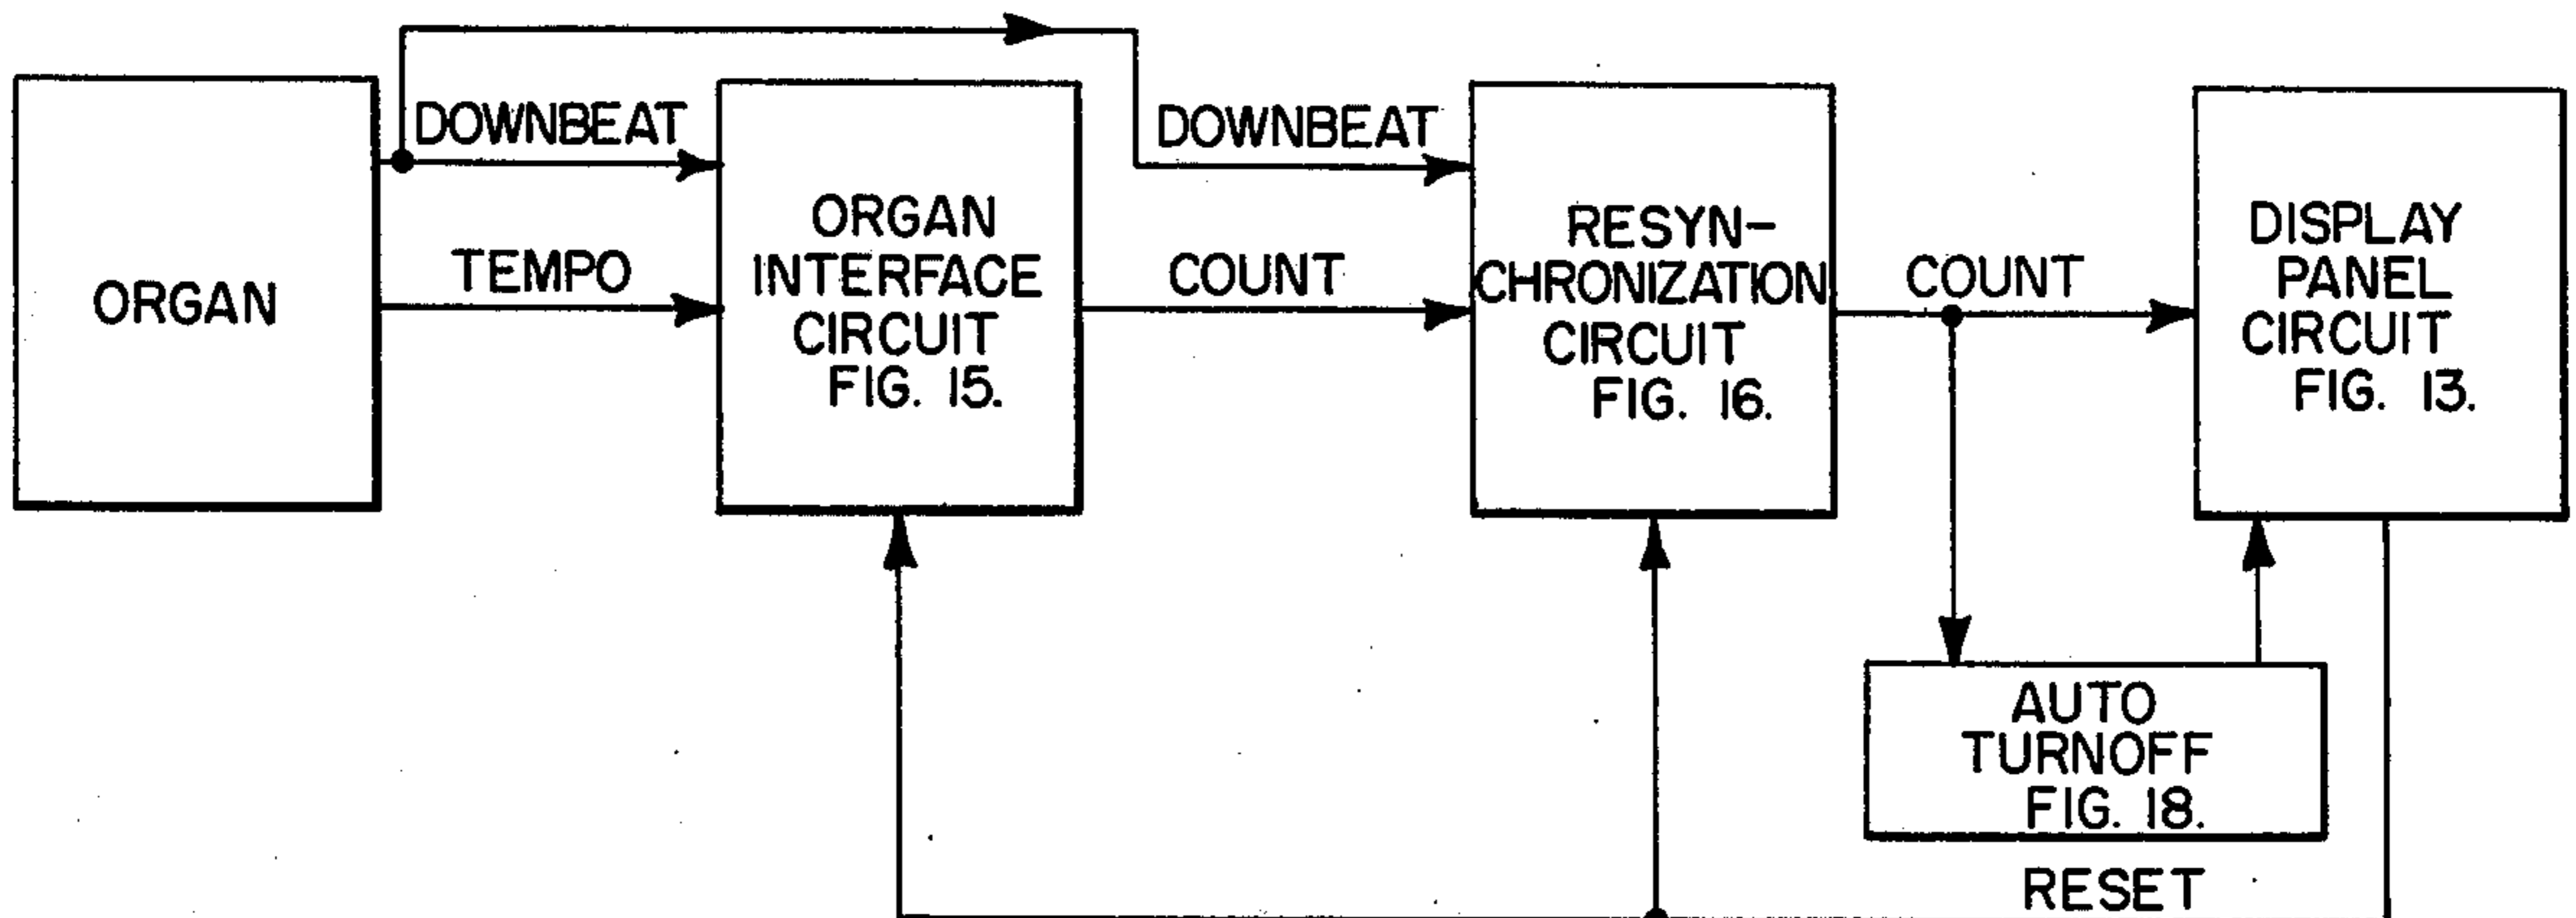 ORGAN
DOWNBEAT
TEMPO
ORGAN
INTERFACE
CIRCUIT
FIG. 15.
DOWNBEAT
COUNT
RESYN-
CHRONIZATION
CIRCUIT
FIG. 16.
COUNT
DISPLAY
PANEL
CIRCUIT
FIG. 13.
AUTO
TURNOFF
FIG. 18.
RESET